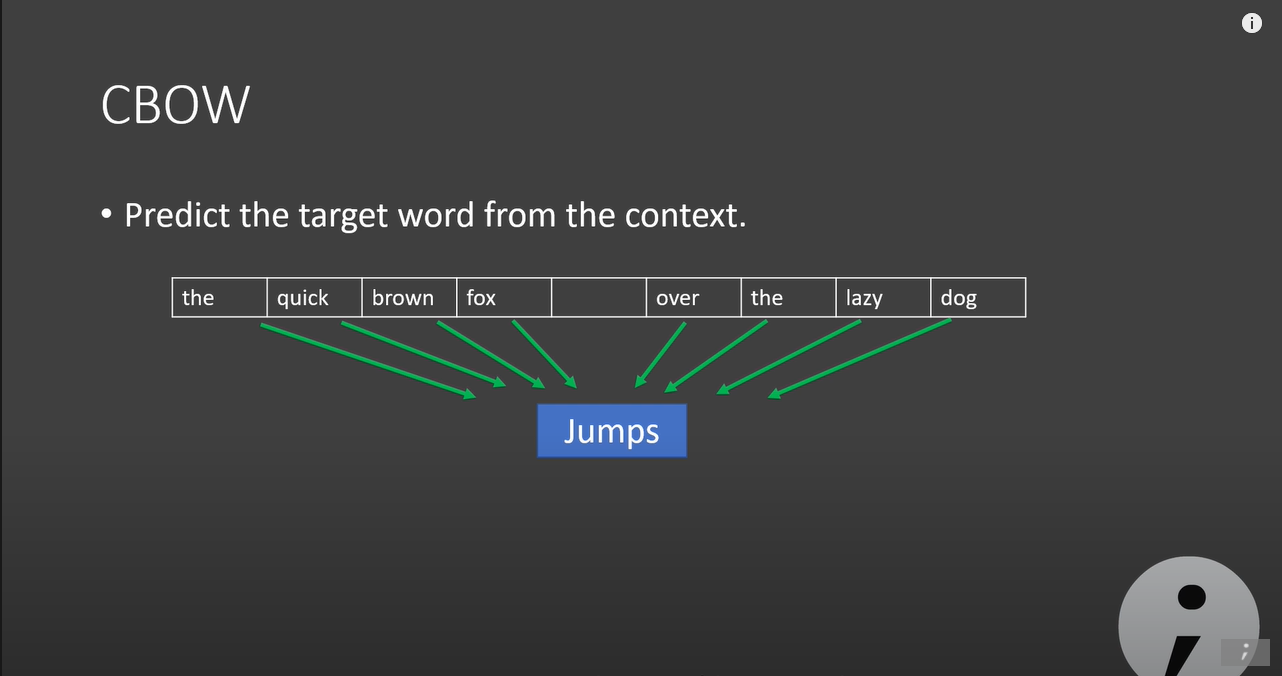 CBOW
• Predict the target word from the context.
the quick brown fox over the lazy dog
Jumps